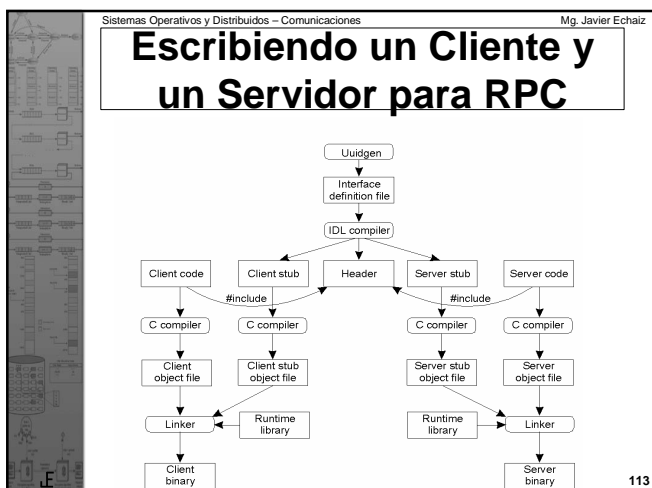 Sistemas Operativos y Distribuidos – Comunicaciones
Mg. Javier Echaiz
Escribiendo un Cliente y
un Servidor para RPC
Uuidgen
Interface
definition file
IDL compiler
Client code
Client stub
Header
Server stub
Server code
#include
#include
C compiler
C compiler
C compiler
C compiler
Client
object file
Client stub
object file
Server stub
object file
Server
object file
Linker
Runtime
library
Runtime
library
Linker
Client
binary
Server
binary
113